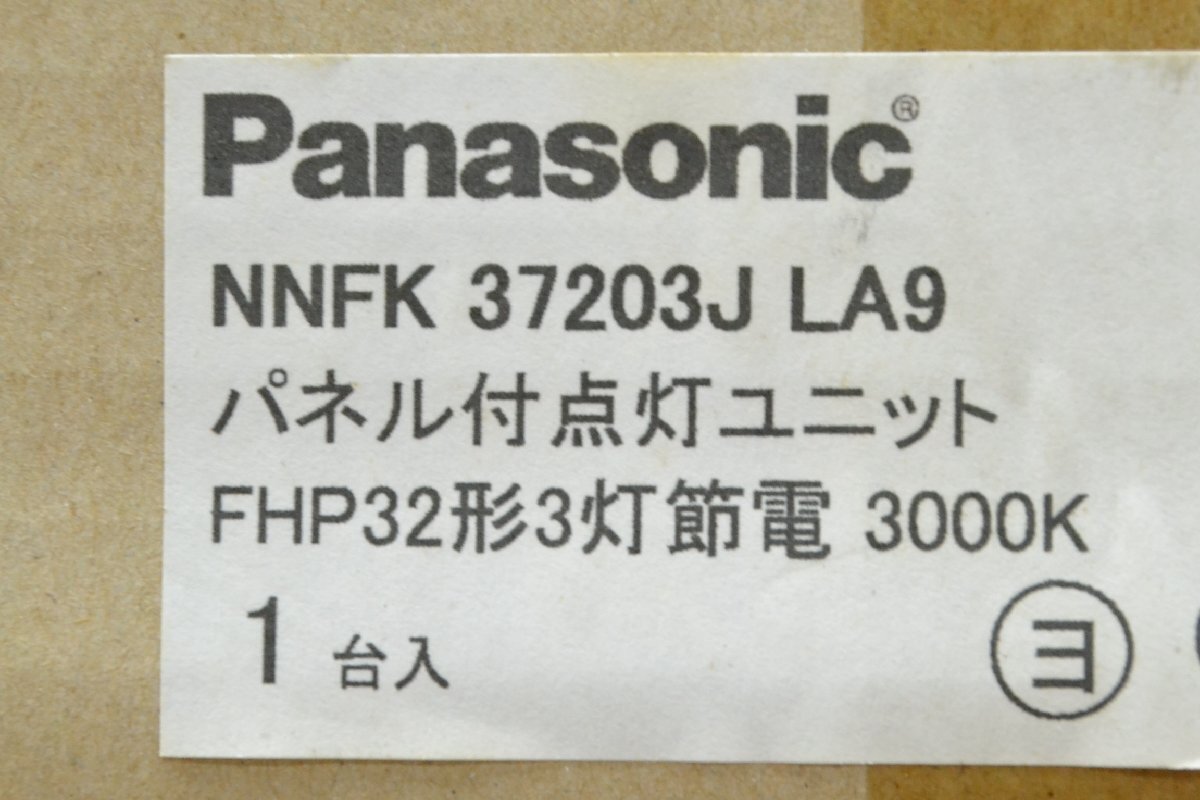 Panasonic®
NNFK 37203J LA9
パネル付点灯ユニット
FHP32形3灯節電 3000K
1 台入
ヨ